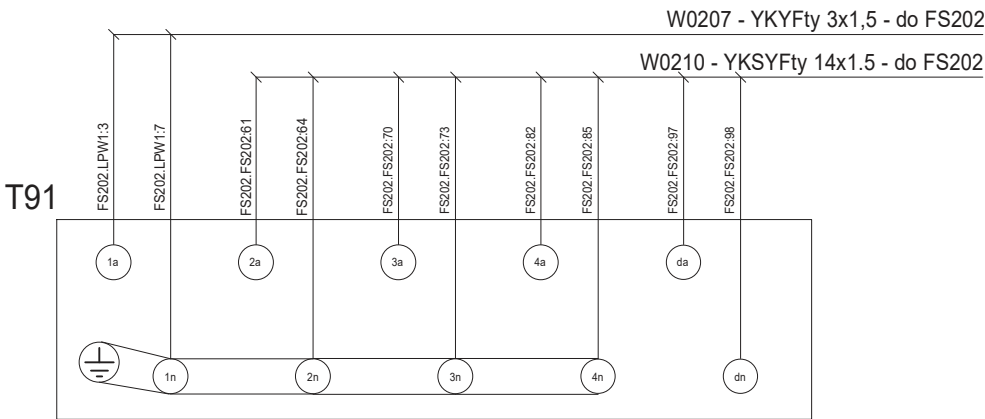 W0207 - YKYFty 3x1,5 - do FS202
W0210 - YKSYFty 14x1.5 - do FS202
FS202.LPW1:3
FS202.LPW1:7
FS202.FS202:61
FS202.FS202:64
FS202.FS202:70
FS202.FS202:73
FS202.FS202:82
FS202.FS202:85
FS202.FS202:97
FS202.FS202:98
T91
1a
2a
3a
4a
da
1n
2n
3n
4n
dn